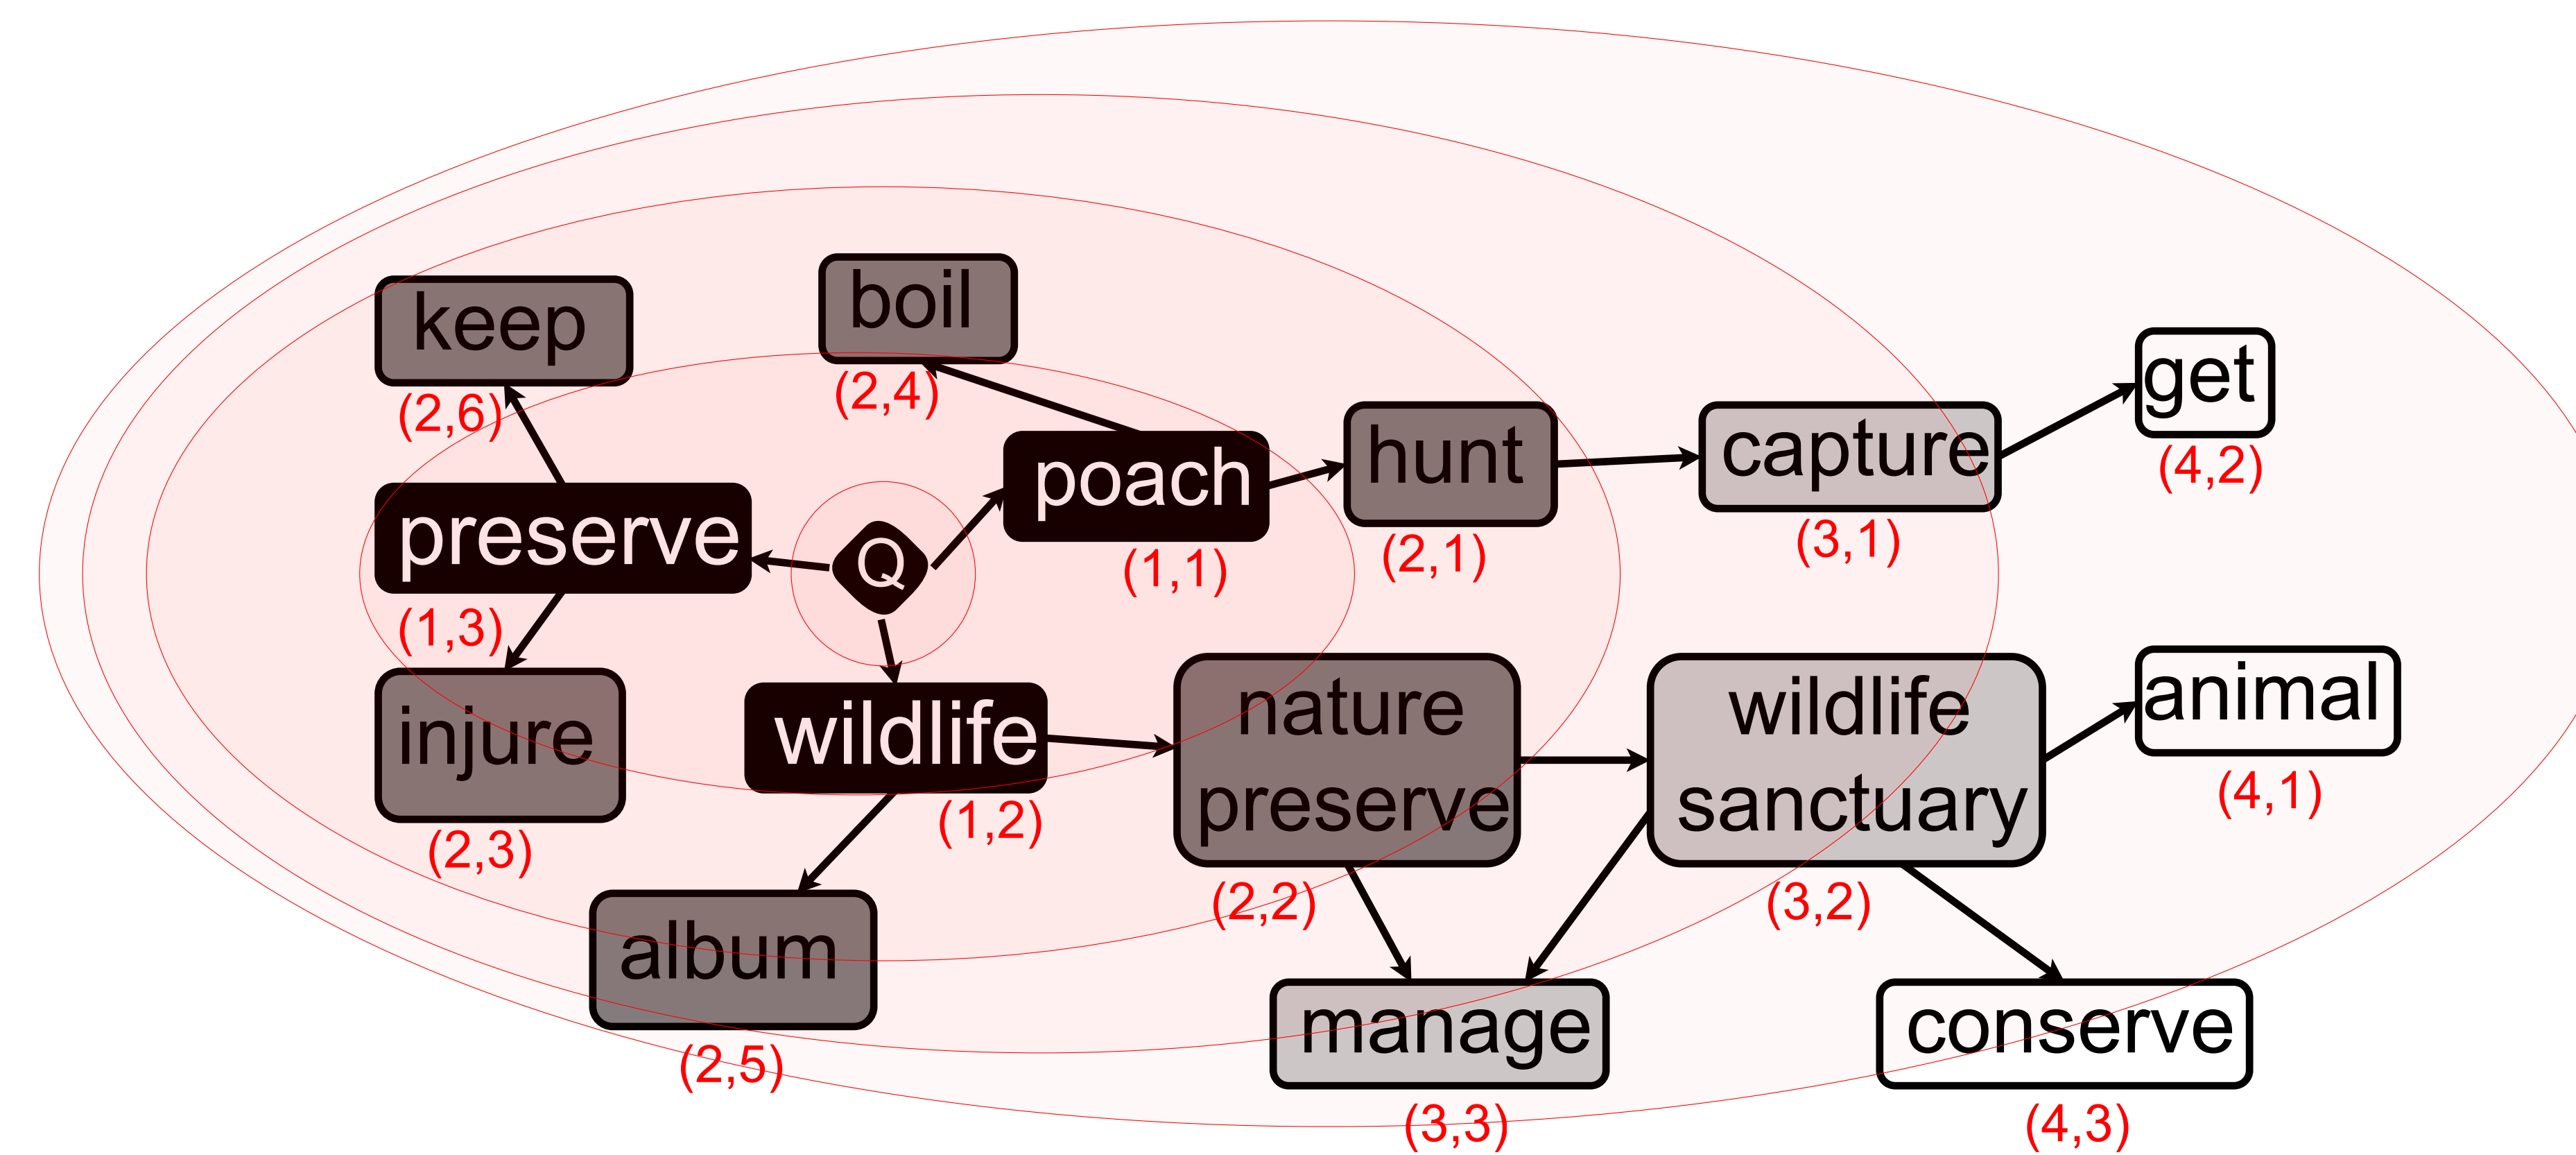 boil
keep
(2,4)
(2,6)
get
(4,2)
poach
(1,1)
hunt
(2,1)
capture
(3,1)
preserve
(1,3)
Q
injure
(2,3)
wildlife
(1,2)
nature
preserve
(2,2)
wildlife
sanctuary
(3,2)
animal
(4,1)
album
(2,5)
manage
(3,3)
conserve
(4,3)